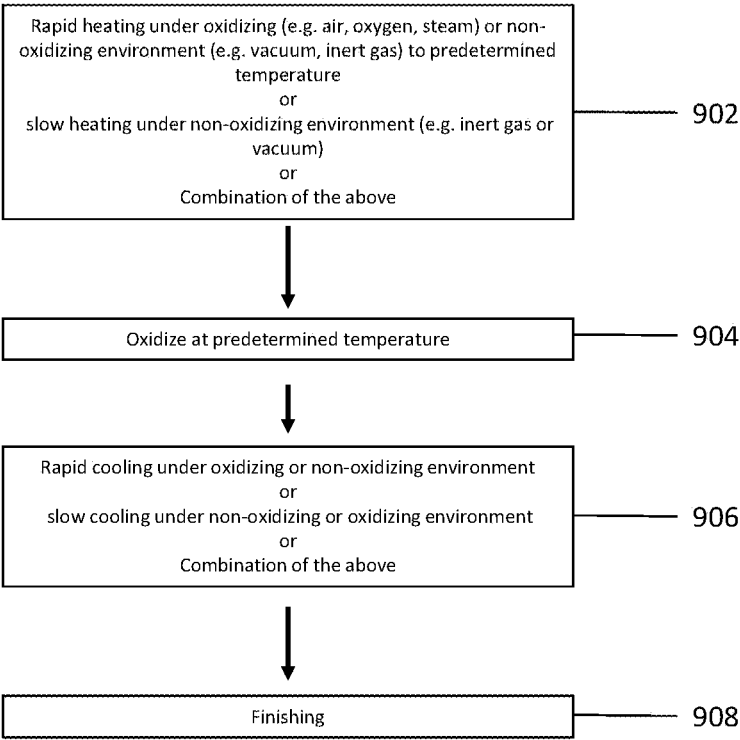 Rapid heating under oxidizing (e.g. air, oxygen, steam) or non-
oxidizing environment (e.g. vacuum, inert gas) to predetermined
temperature
or
slow heating under non-oxidizing environment (e.g. inert gas or
vacuum)
or
Combination of the above
902
Oxidize at predetermined temperature
904
Rapid cooling under oxidizing or non-oxidizing environment
or
slow cooling under non-oxidizing or oxidizing environment
or
Combination of the above
906
Finishing
908